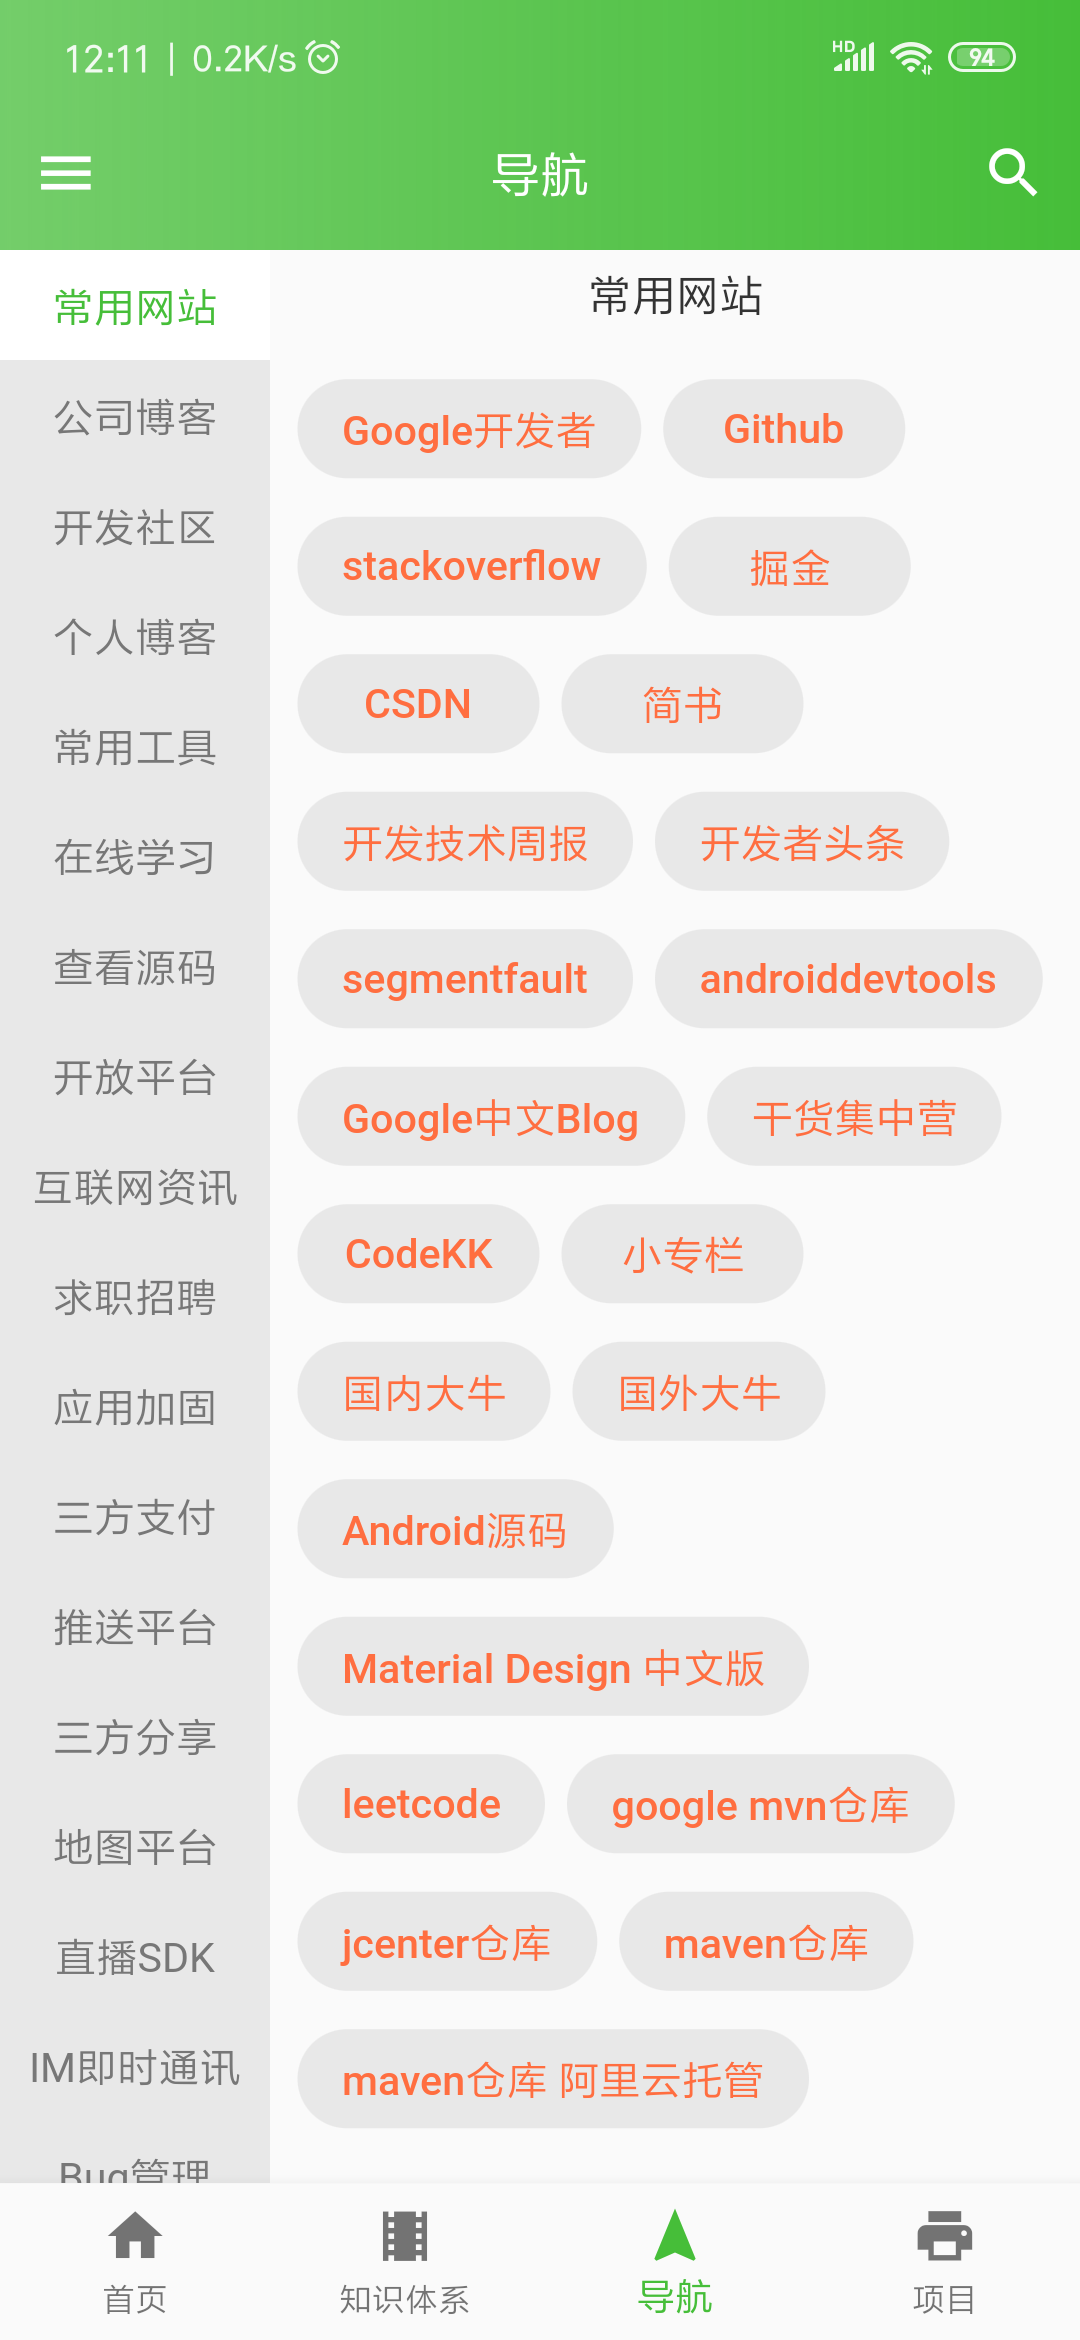 12:11 | 0.2K/s
HD
94
导航
常用网站
公司博客
开发社区
个人博客
常用工具
在线学习
查看源码
开放平台
互联网资讯
求职招聘
应用加固
三方支付
推送平台
三方分享
地图平台
直播SDK
IM即时通讯
Bug管理
常用网站
Google开发者 Github
stackoverflow 掘金
CSDN 简书
开发技术周报 开发者头条
segmentfault androiddevtools
Google中文Blog 干货集中营
CodeKK 小专栏
国内大牛 国外大牛
Android源码
Material Design 中文版
leetcode google mvn仓库
jcenter仓库 maven仓库
maven仓库 阿里云托管
首页 知识体系 导航 项目